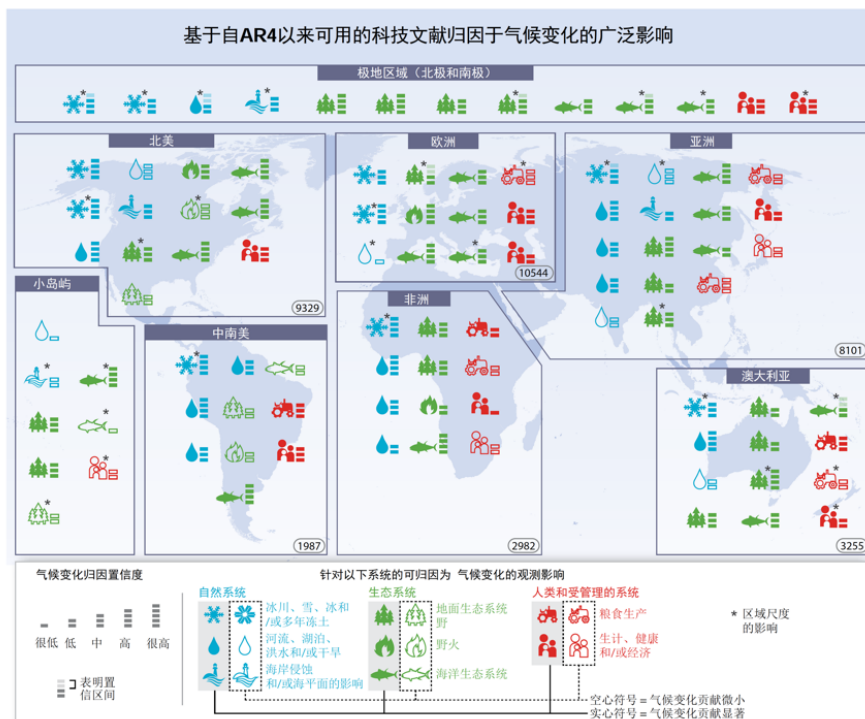 基于自AR4以来可用的科技文献归因于气候变化的广泛影响
极地区域（北极和南极）
北美
欧洲
亚洲
9329
10544
8101
小岛屿
中南美
非洲
澳大利亚
1987
2982
3255
气候变化归因置信度
很低 低 中 高 很高
表明置
信区间
针对以下系统的可归因为 气候变化的观测影响
自然系统
冰川、雪、冰和
/或多年冻土
河流、湖泊、
洪水和/或干旱
海岸侵蚀
和/或海平面的影响
生态系统
地面生态系统
野
野火
海洋生态系统
人类和受管理的系统
粮食生产
生计、健康
和/或经济
* 区域尺度
的影响
空心符号=气候变化贡献微小
实心符号=气候变化贡献显著